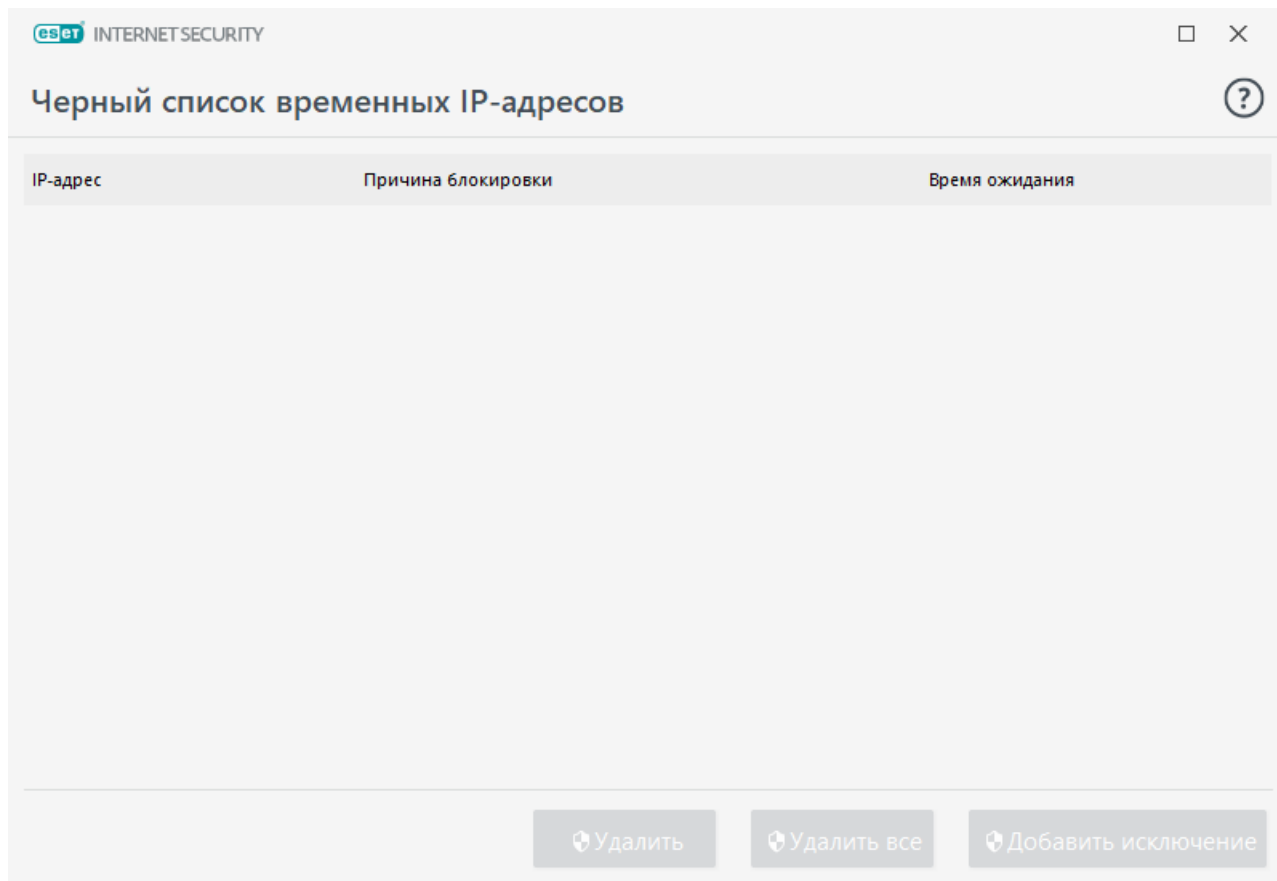 eset INTERNET SECURITY
Черный список временных IP-адресов
?
IP-адрес Причина блокировки Время ожидания
Удалить Удалить все Добавить исключение